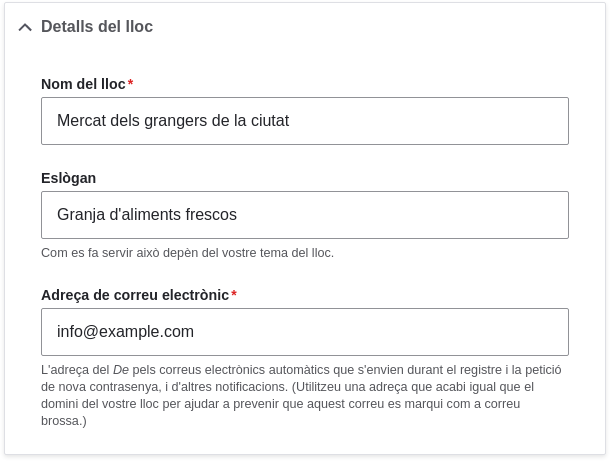 Detalls del lloc
Nom del lloc*
Mercat dels grangers de la ciutat
Eslògan
Granja d'aliments frescos
Com es fa servir això depèn del vostre tema del lloc.
Adreça de correu electrònic*
info@example.com
L'adreça del De pels correus electrònics automàtics que s'envien durant el registre i la petició
de nova contrasenya, i d'altres notificacions. (Utilitzeu una adreça que acabi igual que el
domini del vostre lloc per ajudar a prevenir que aquest correu es marqui com a correu
brossa.)